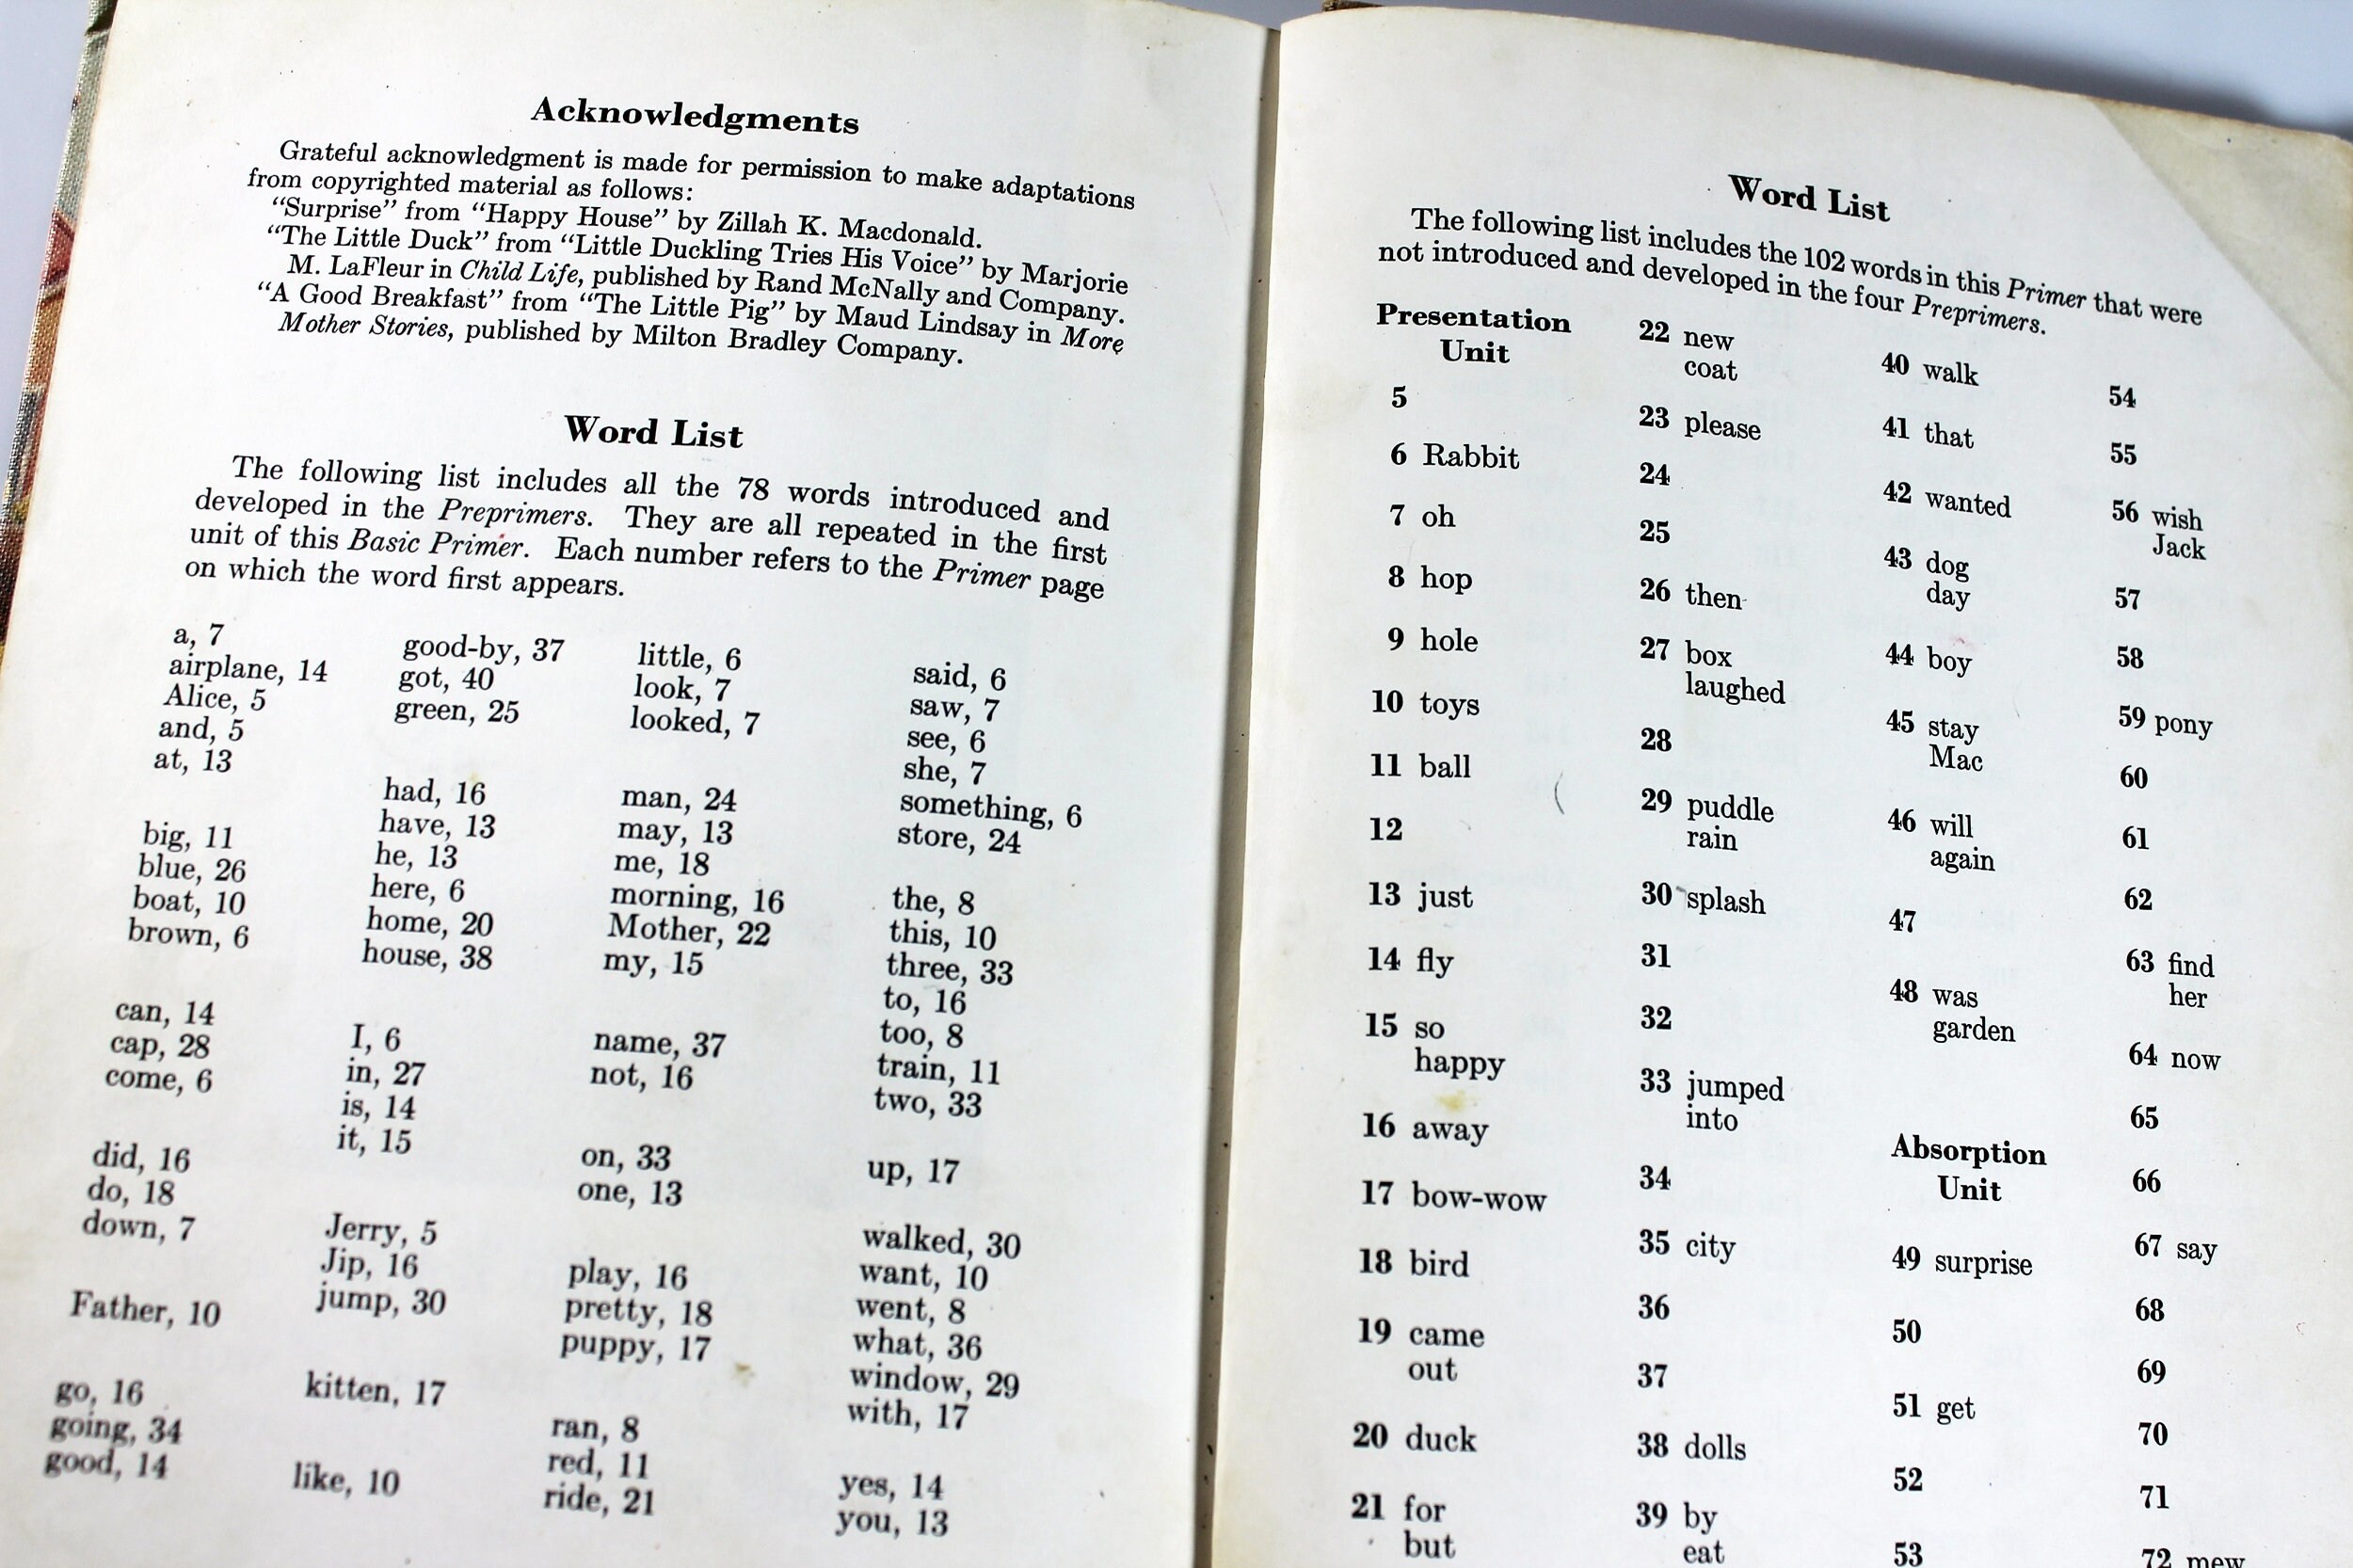 Acknowledgments
Grateful acknowledgment is made for permission to make adaptations
from copyrighted material as follows:
“Surprise” from “Happy House” by Zillah K. Macdonald.
“The Little Duck” from “Little Duckling Tries His Voice” by Marjorie
M. LaFleur in Child Life, published by Rand McNally and Company.
“A Good Breakfast” from “The Little Pig” by Maud Lindsay in More
Mother Stories, published by Milton Bradley Company.
Word List
The following list includes all the 78 words introduced and
developed in the Preprimers. They are all repeated in the first
unit of this Basic Primer. Each number refers to the Primer page
on which the word first appears.
a, 7
airplane, 14
Alice, 5
and, 5
at, 13
big, 11
blue, 26
boat, 10
brown, 6
can, 14
cap, 28
come, 6
did, 16
do, 18
down, 7
Father, 10
go, 16
going, 34
good, 14
good-by, 37
got, 40
green, 25
had, 16
have, 13
he, 13
here, 6
home, 20
house, 38
I, 6
in, 27
is, 14
it, 15
Jerry, 5
Jip, 16
jump, 30
kitten, 17
like, 10
little, 6
look, 7
looked, 7
man, 24
may, 13
me, 18
morning, 16
Mother, 22
my, 15
name, 37
not, 16
on, 33
one, 13
play, 16
pretty, 18
puppy, 17
ran, 8
red, 11
ride, 21
said, 6
saw, 7
see, 6
she, 7
something, 6
store, 24
the, 8
this, 10
three, 33
to, 16
too, 8
train, 11
two, 33
up, 17
walked, 30
want, 10
went, 8
what, 36
window, 29
with, 17
yes, 14
you, 13
Word List
The following list includes the 102 words in this Primer that were
not introduced and developed in the four Preprimers.
Presentation
Unit
5
6 Rabbit
7 oh
8 hop
9 hole
10 toys
11 ball
12
13 just
14 fly
15 so
happy
16 away
17 bow-wow
18 bird
19 came
out
20 duck
21 for
but
22 new
coat
23 please
24
25
26 then
27 box
laughed
28
29 puddle
rain
30 splash
31
32
33 jumped
into
34
35 city
36
37
38 dolls
39 by
eat
40 walk
41 that
42 wanted
43 dog
day
44 boy
45 stay
Mac
46 will
again
47
48 was
garden
Absorption
Unit
49 surprise
50
51 get
52
53
54
55
56 wish
Jack
57
58
59 pony
60
61
62
63 find
her
64 now
65
66
67 say
68
69
70
71
72 mew